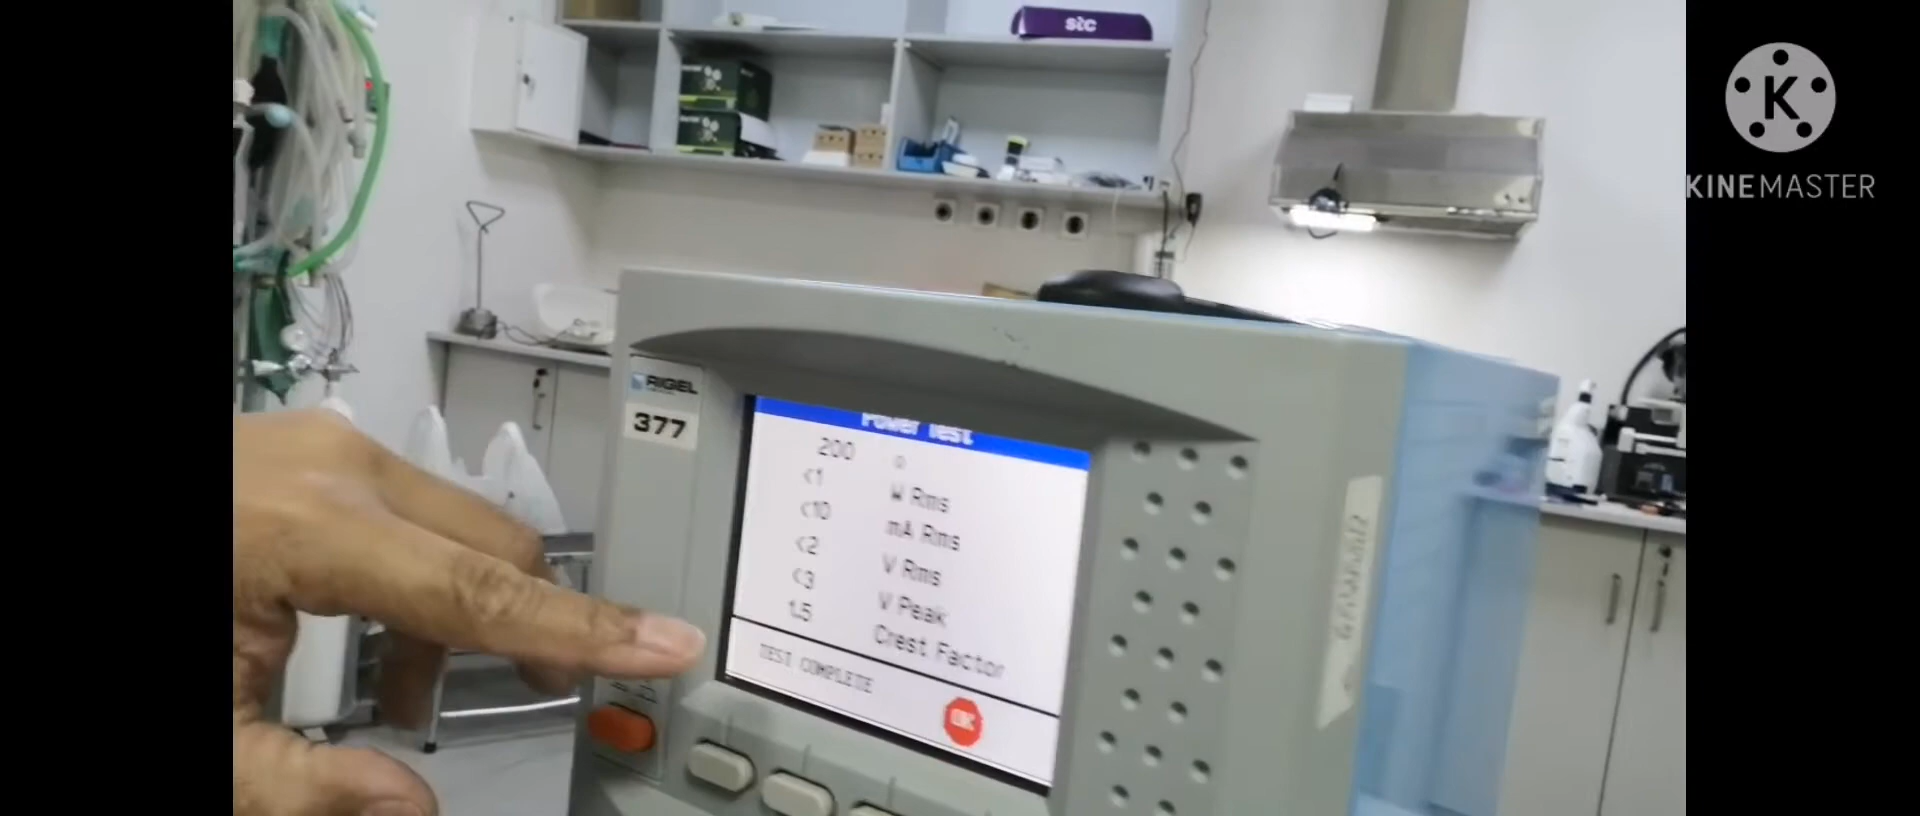 stc
KINEMASTER
RIGEL
377
Power Test
200
<1 W Rms
<10 mA Rms
<2 V Rms
<3 V Peak
1.5 Crest Factor
TEST COMPLETE
OK